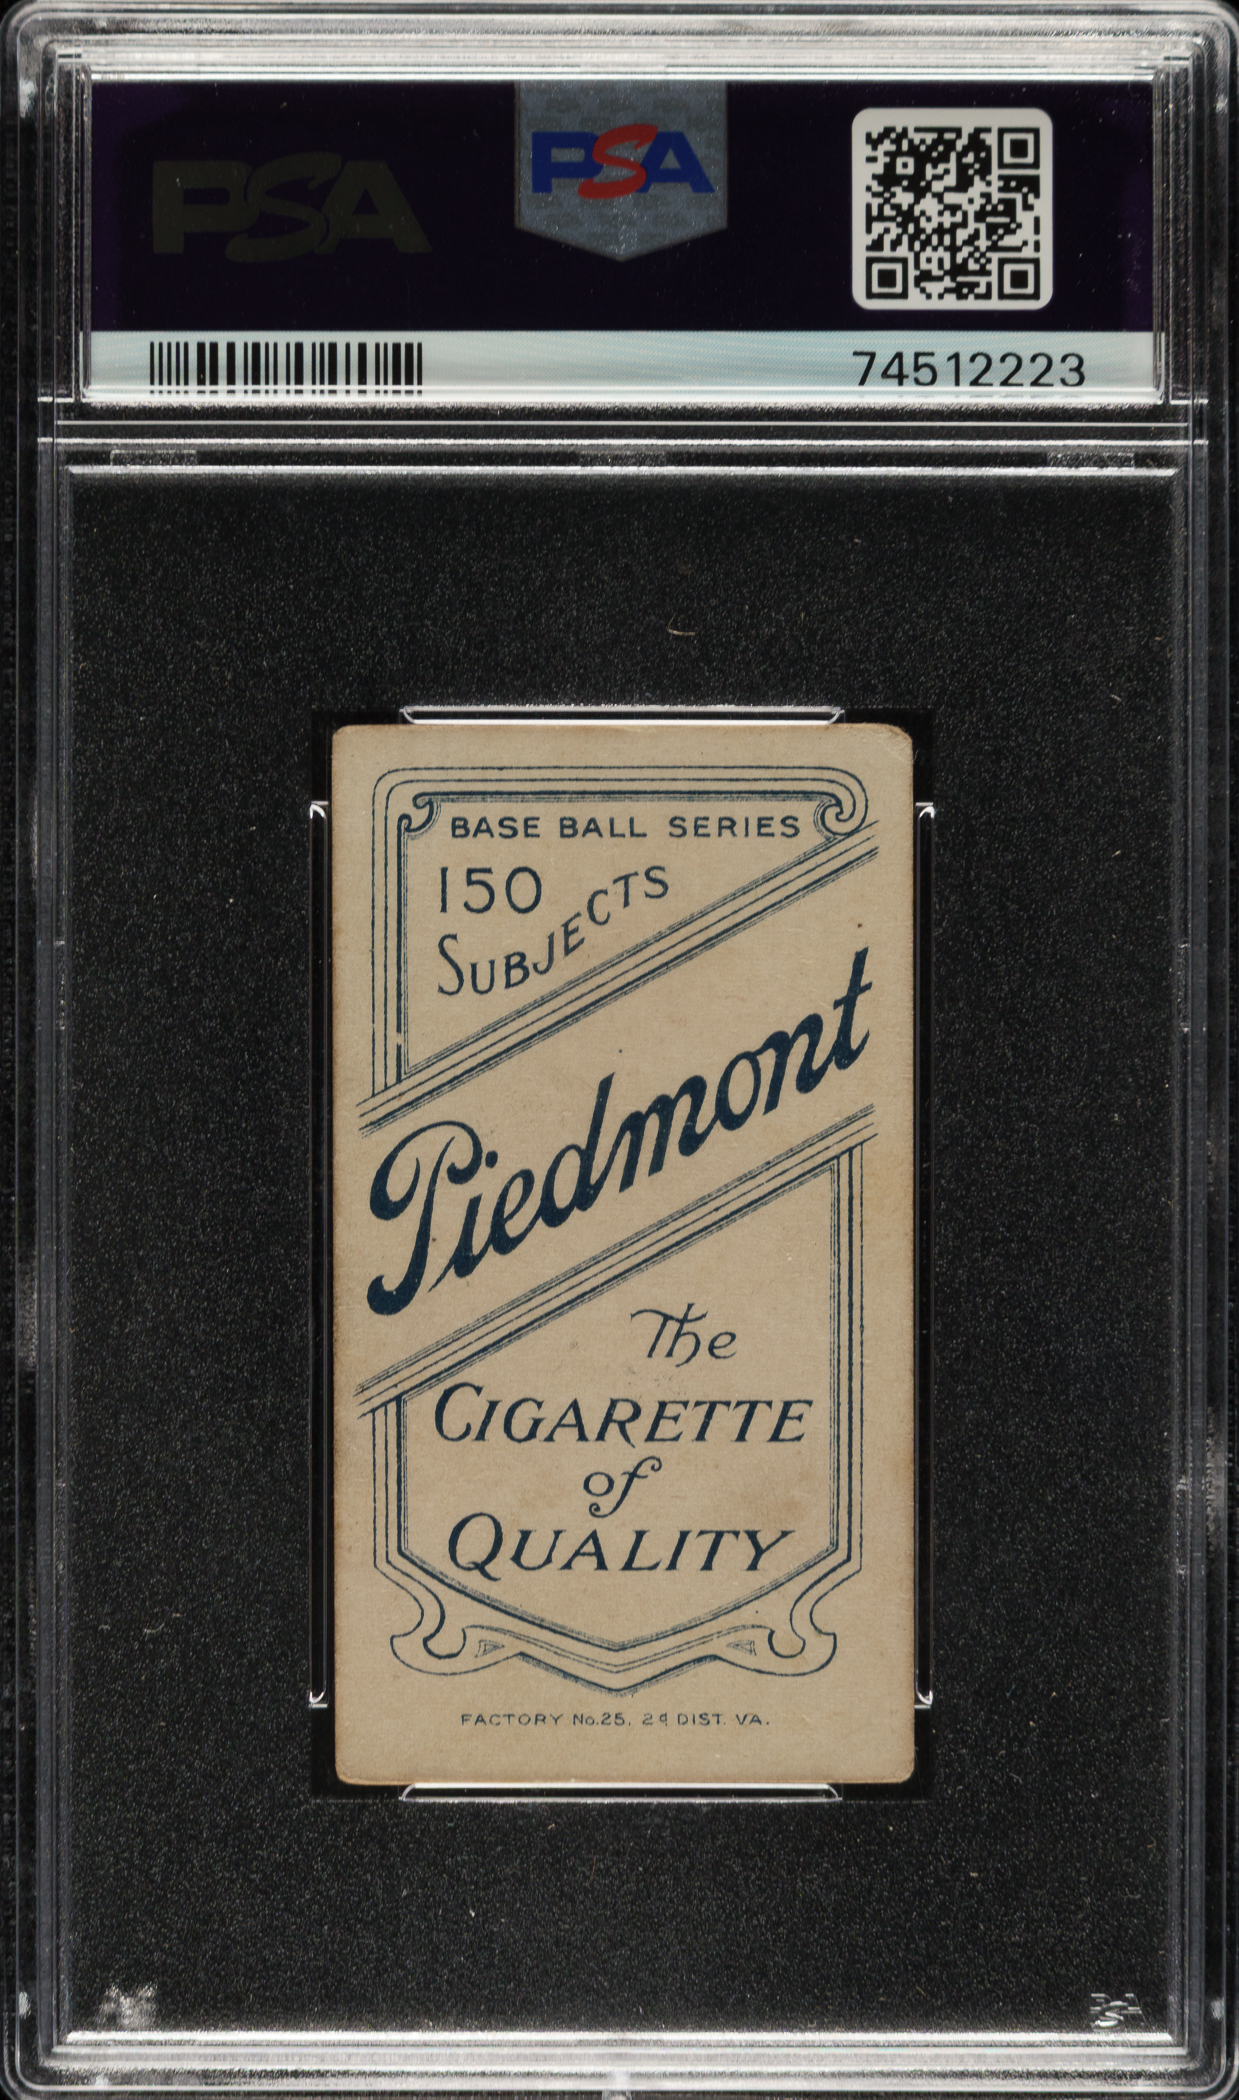 PSA
PSA
74512223
BASE BALL SERIES
150
SUBJECTS
Piedmont
The
CIGARETTE
of
QUALITY
FACTORY No.25, 2d DIST. VA.
PSA